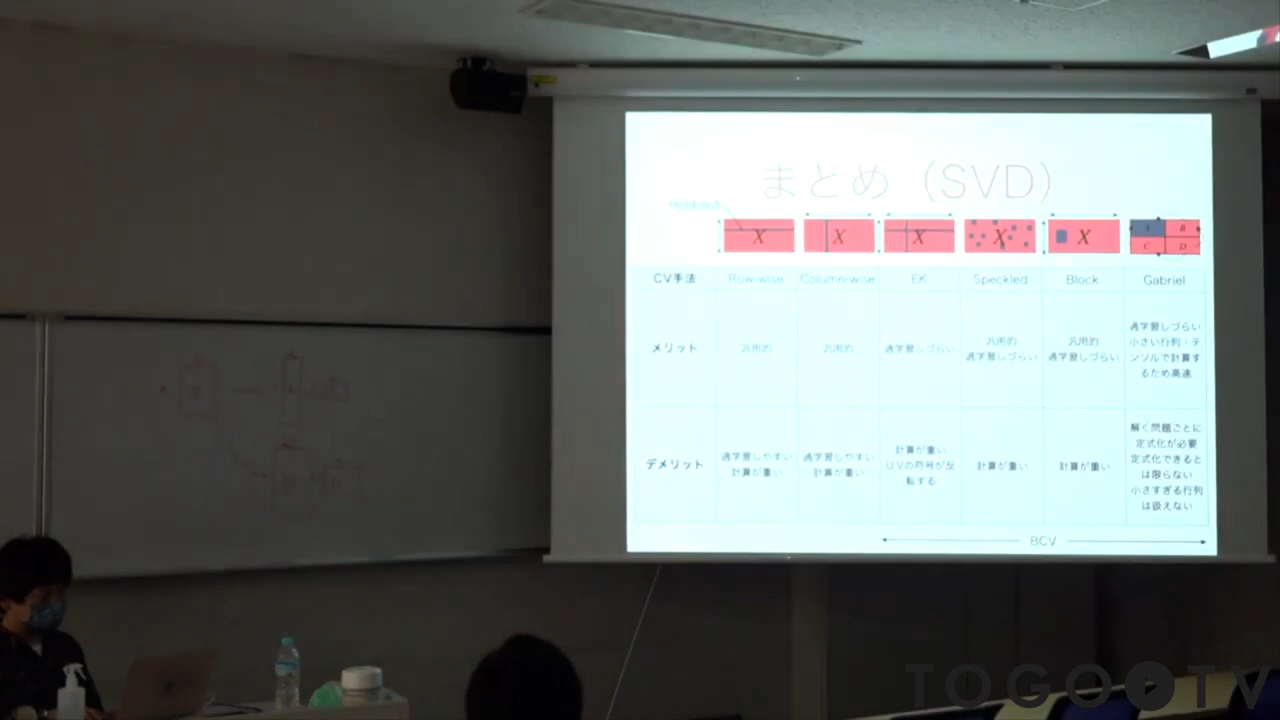 まとめ (SVD)
Hold-out
X X X X X A B
C D
CV手法 Row-wise Column-wise EK Speckled Block Gabriel
メリット 汎用的 汎用的 過学習しづらい 汎用的 過学習しづらい 汎用的 過学習しづらい 過学習しづらい 小さい行列・テンソルで計算するため高速
デメリット 過学習しやすい 計算が重い 過学習しやすい 計算が重い 計算が重い U,Vの符号が反転する 計算が重い 計算が重い 解く問題ごとに定式化が必要 定式化できるとは限らない 小さすぎる行列は扱えない
BCV
TOGO TV